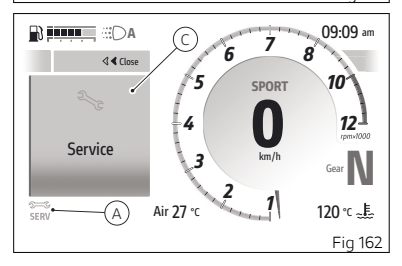 A
09:09 am
C
Close
Service
SERV
A
SPORT
0
km/h
1
2
3
4
5
6
7
8
10
12
rpm×1000
Gear N
Air 27 °C
120 °C
Fig 162